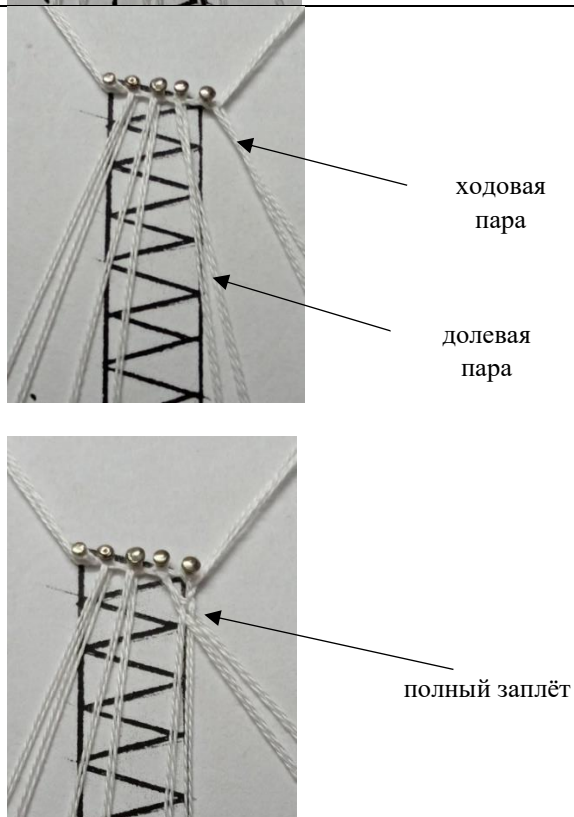 ходовая
пара
долевая
пара
полный заплёт